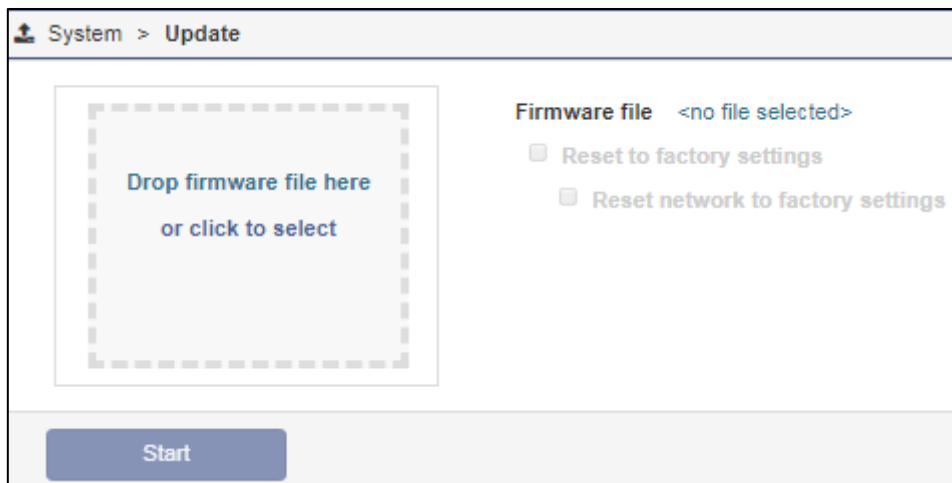 System > Update
Drop firmware file here
or click to select
Firmware file <no file selected>
Reset to factory settings
Reset network to factory settings
Start